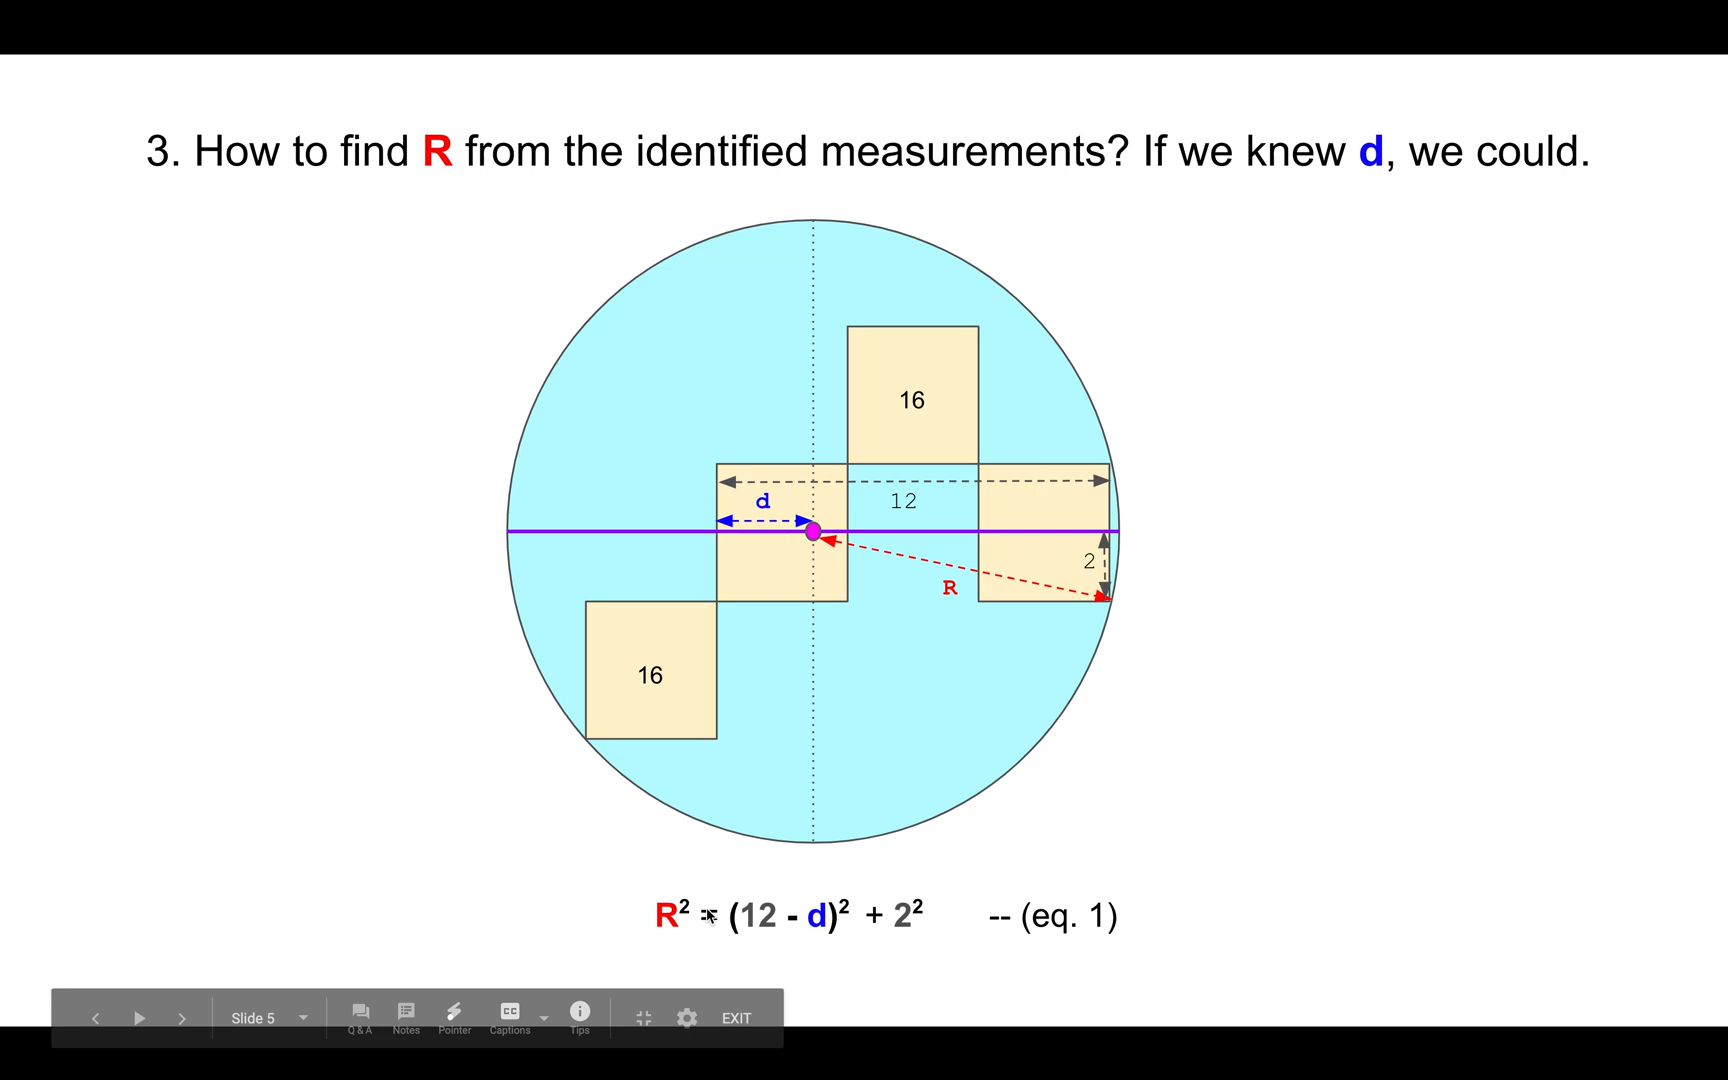 3. How to find R from the identified measurements? If we knew d, we could.
16
d
12
2
R
16
R² = (12 - d)² + 2² -- (eq. 1)
Slide 5
Q & A
Notes
Pointer
CC
Captions
Tips
EXIT